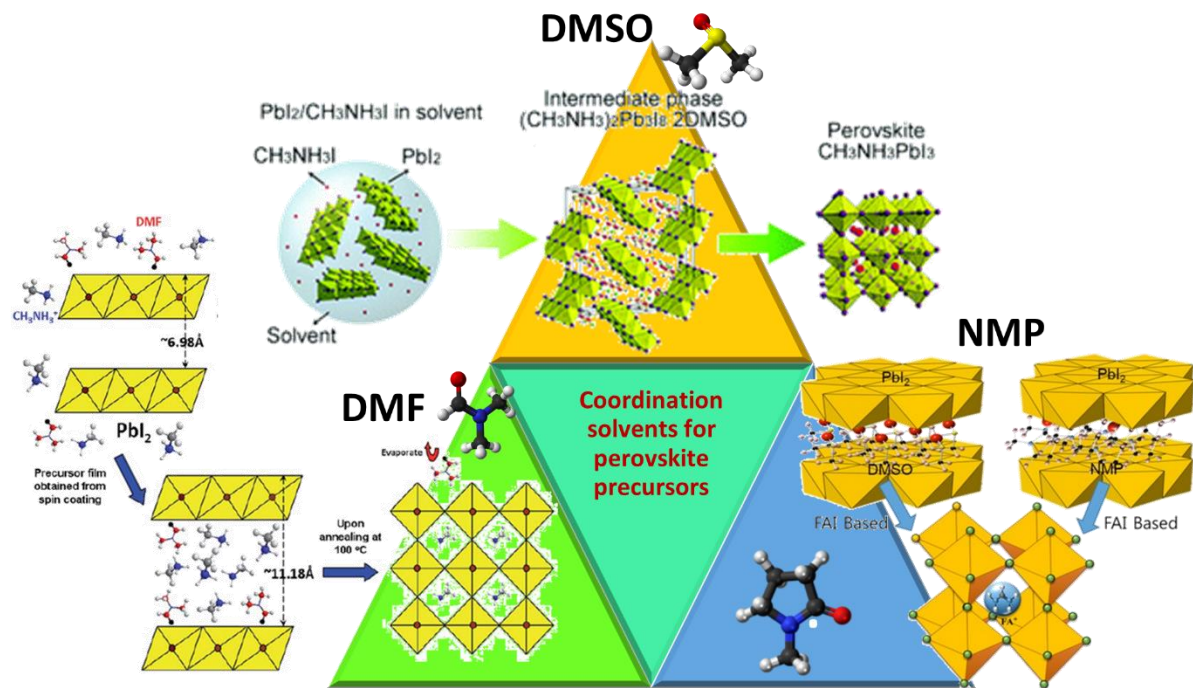 DMSO
PbI2/CH3NH3I in solvent
CH3NH3I
PbI2
Solvent
Intermediate phase
(CH3NH3)2Pb3I8 2DMSO
Perovskite
CH3NH3PbI3
DMF
CH3NH3+
~6.98Å
PbI2
Precursor film
obtained from
spin coating
~11.18Å
Upon
annealing at
100 °C
DMF
Evaporate
Coordination
solvents for
perovskite
precursors
NMP
PbI2
DMSO
FAI Based
PbI2
NMP
FAI Based
FA+